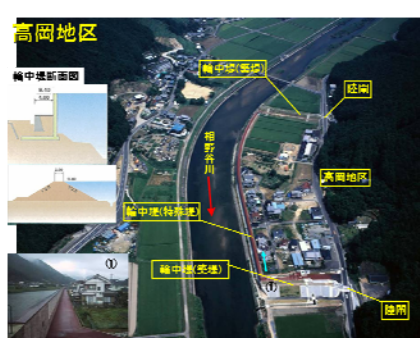 高岡地区
輪中堤断面図
輪中堤(築堤)
陸閘
相野谷川
高岡地区
輪中堤(特殊堤)
①
輪中堤(築堤)
①
陸閘